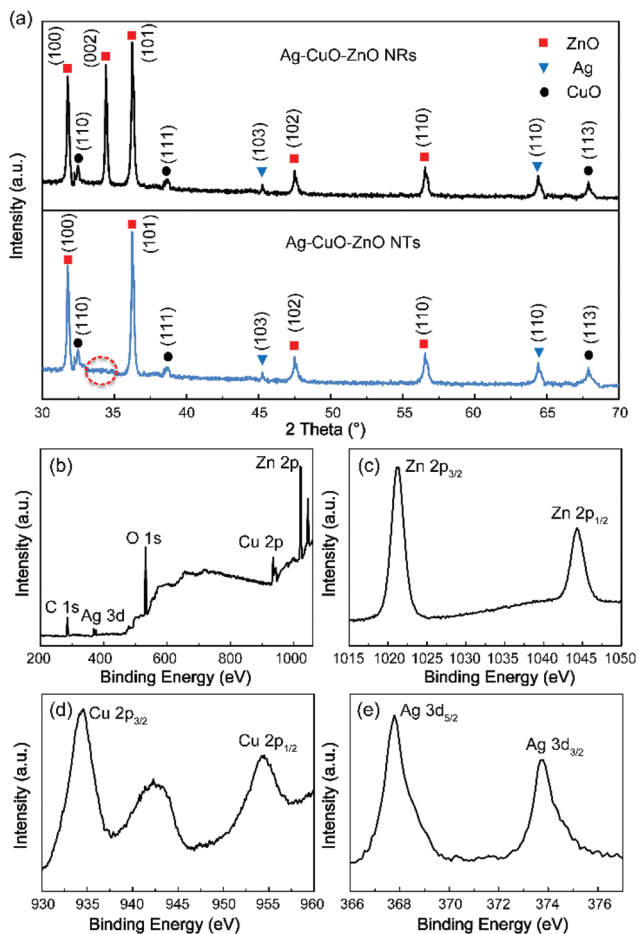 (a)
Ag-CuO-ZnO NRs
ZnO
Ag
CuO
(100)
(110)
(002)
(101)
(111)
(103)
(102)
(110)
(110)
(113)
Intensity (a.u.)
Ag-CuO-ZnO NTs
(100)
(110)
(101)
(111)
(103)
(102)
(110)
(110)
(113)
30 35 40 45 50 55 60 65 70
2 Theta (°)
(b)
Zn 2p
O 1s
Cu 2p
C 1s
Ag 3d
Intensity (a.u.)
200 400 600 800 1000
Binding Energy (eV)
(c)
Zn 2p3/2
Zn 2p1/2
Intensity (a.u.)
1015 1020 1025 1030 1035 1040 1045 1050
Binding Energy (eV)
(d)
Cu 2p3/2
Cu 2p1/2
Intensity (a.u.)
930 935 940 945 950 955 960
Binding Energy (eV)
(e)
Ag 3d5/2
Ag 3d3/2
Intensity (a.u.)
366 368 370 372 374 376
Binding Energy (eV)